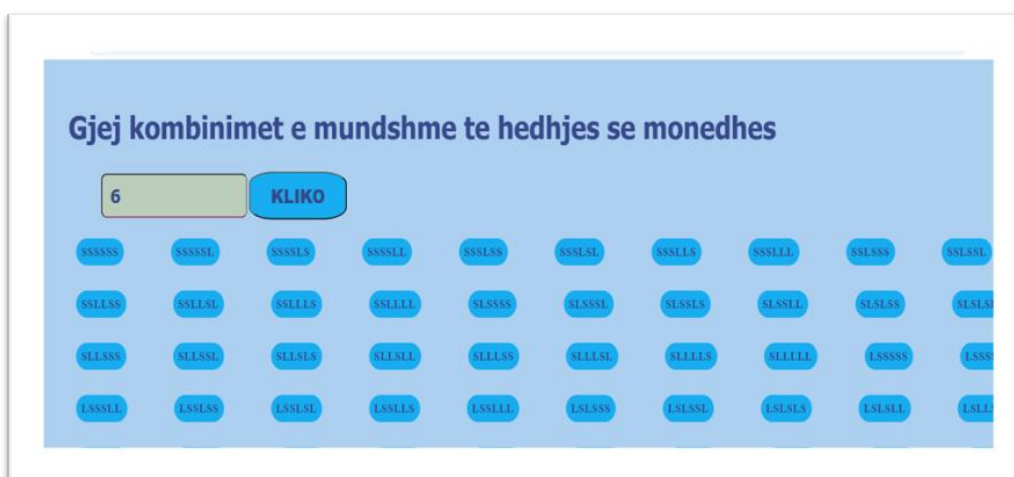 Gjej kombinimet e mundshme te hedhjes se monedhes
6 KLIKO
SSSSSS SSSSSL SSSSLS SSSSLL SSSLSS SSSLSL SSSLLS SSSLLL SSLSSS SSLSSL
SSLLSS SSLLSL SSLLLS SSLLLL SLSSSS SLSSSL SLSSLS SLSSLL SLSLSS
SLLSSS SLLSSL SLLSLS SLLSLL SLLLSS SLLLSL SLLLLS SLLLLL LSSSSS
LSSSLL LSSLSS LSSLSL LSSLLS LSSLLL LSLSSS LSLSSL LSLSLS LSLSLL